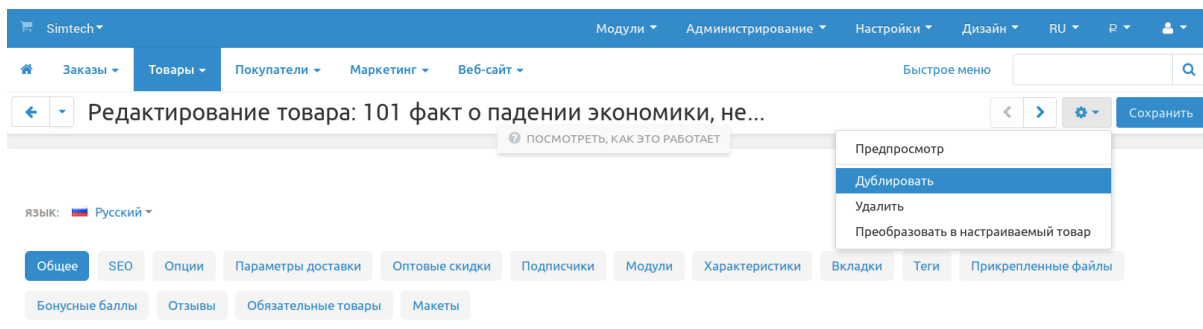 Simtech Модули Администрирование Настройки Дизайн RU ₽
Заказы Товары Покупатели Маркетинг Веб-сайт Быстрое меню
Редактирование товара: 101 факт о падении экономики, не... Сохранить
ПОСМОТРЕТЬ, КАК ЭТО РАБОТАЕТ
Предпросмотр
Дублировать
Удалить
Преобразовать в настраиваемый товар
ЯЗЫК: Русский
Общее SEO Опции Параметры доставки Оптовые скидки Подписчики Модули Характеристики Вкладки Теги Прикрепленные файлы
Бонусные баллы Отзывы Обязательные товары Макеты